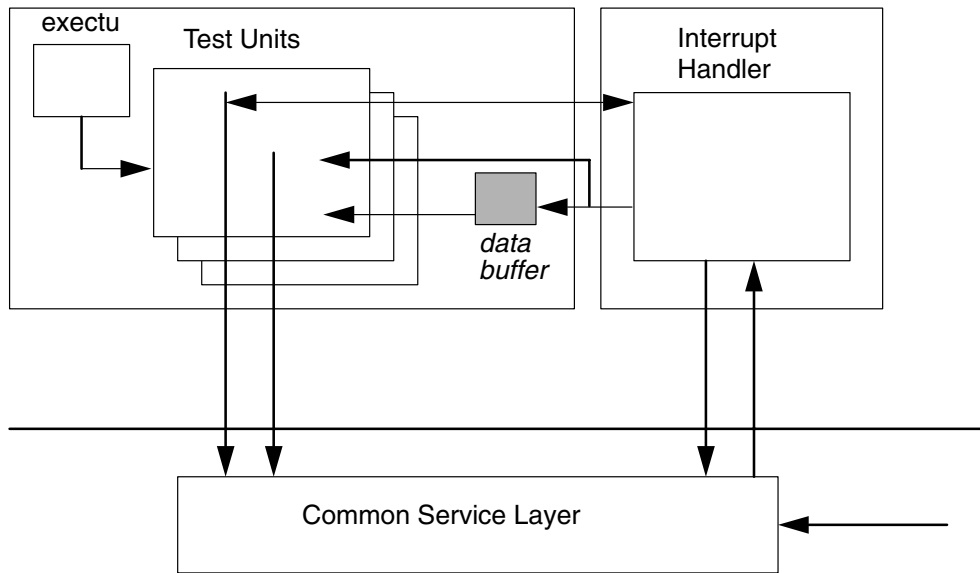 exectu
Test Units
Interrupt
Handler
data
buffer
Common Service Layer